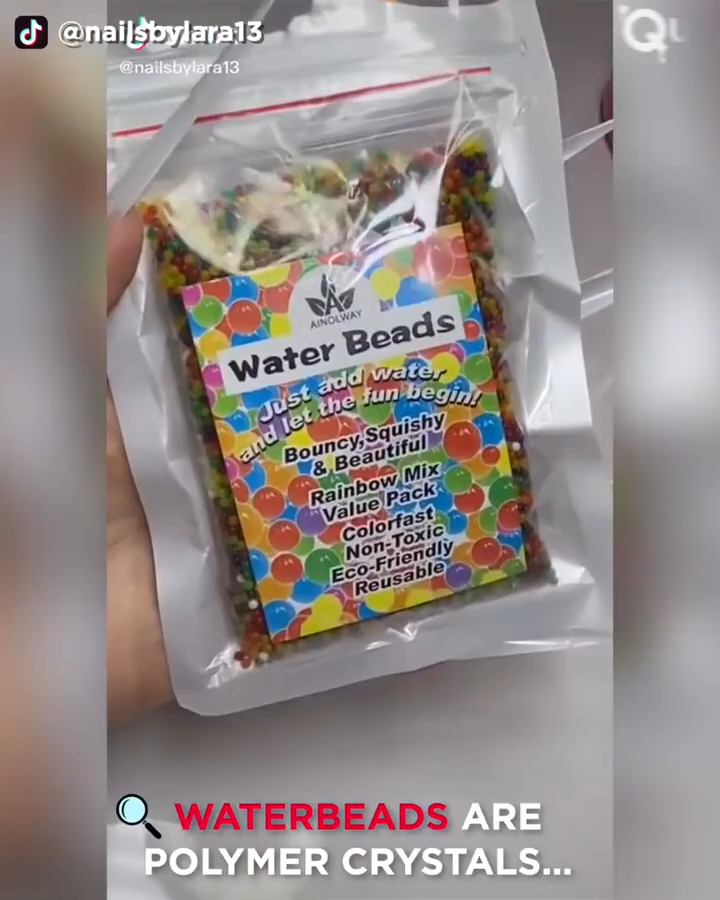 @nailsbylara13
@nailsbylara13
Qu
AINOLWAY
Water Beads
Just add water
and let the fun begin!
Bouncy,Squishy
& Beautiful
Rainbow Mix
Value Pack
Colorfast
Non-Toxic
Eco-Friendly
Reusable
WATERBEADS ARE
POLYMER CRYSTALS...